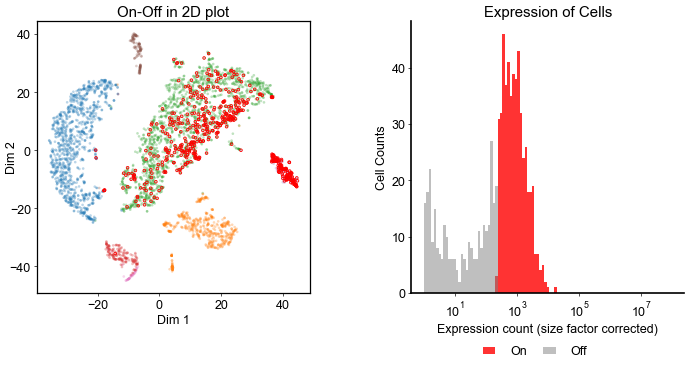 On-Off in 2D plot
40
20
0
−20
−40
Dim 2
−20
0
20
40
Dim 1
Expression of Cells
40
30
20
10
0
Cell Counts
10^1
10^3
10^5
10^7
Expression count (size factor corrected)
On
Off